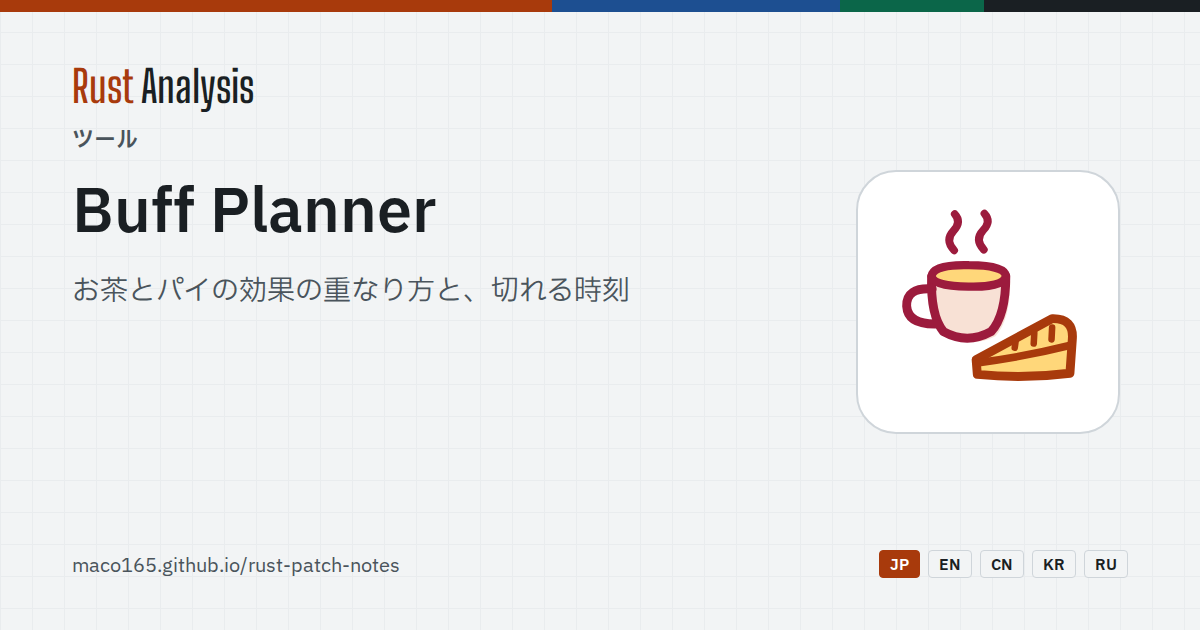 Rust Analysis
ツール
Buff Planner
お茶とパイの効果の重なり方と、切れる時刻
maco165.github.io/rust-patch-notes
JP EN CN KR RU